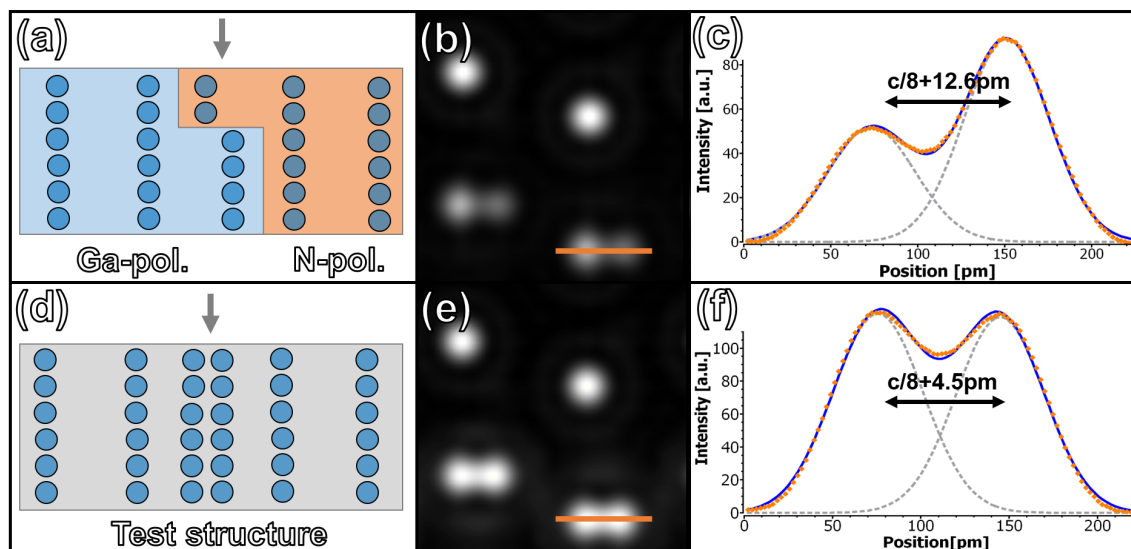 (a)
Ga-pol.
N-pol.
(b)
(c)
c/8+12.6pm
Intensity [a.u.]
80
60
40
20
0
0
50
100
150
200
Position [pm]
(d)
Test structure
(e)
(f)
c/8+4.5pm
Intensity [a.u.]
100
80
60
40
20
0
0
50
100
150
200
Position[pm]